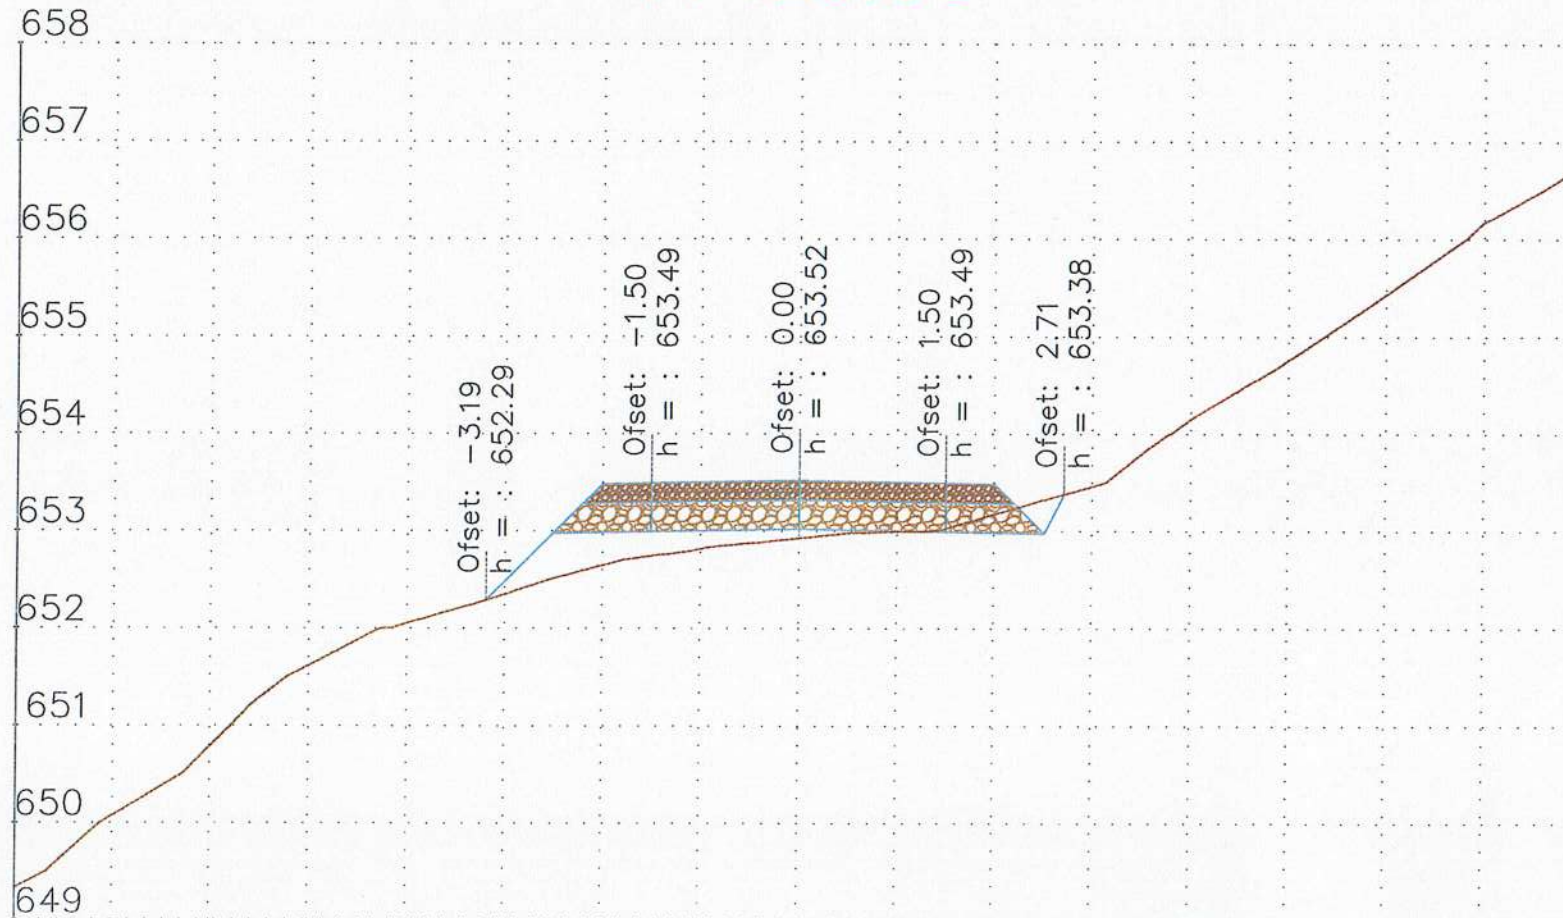 658
657
656
655
654
653
652
651
650
649
Ofset: -3.19
h = : 652.29
Ofset: -1.50
h = : 653.49
Ofset: 0.00
h = : 653.52
Ofset: 1.50
h = : 653.49
Ofset: 2.71
h = : 653.38